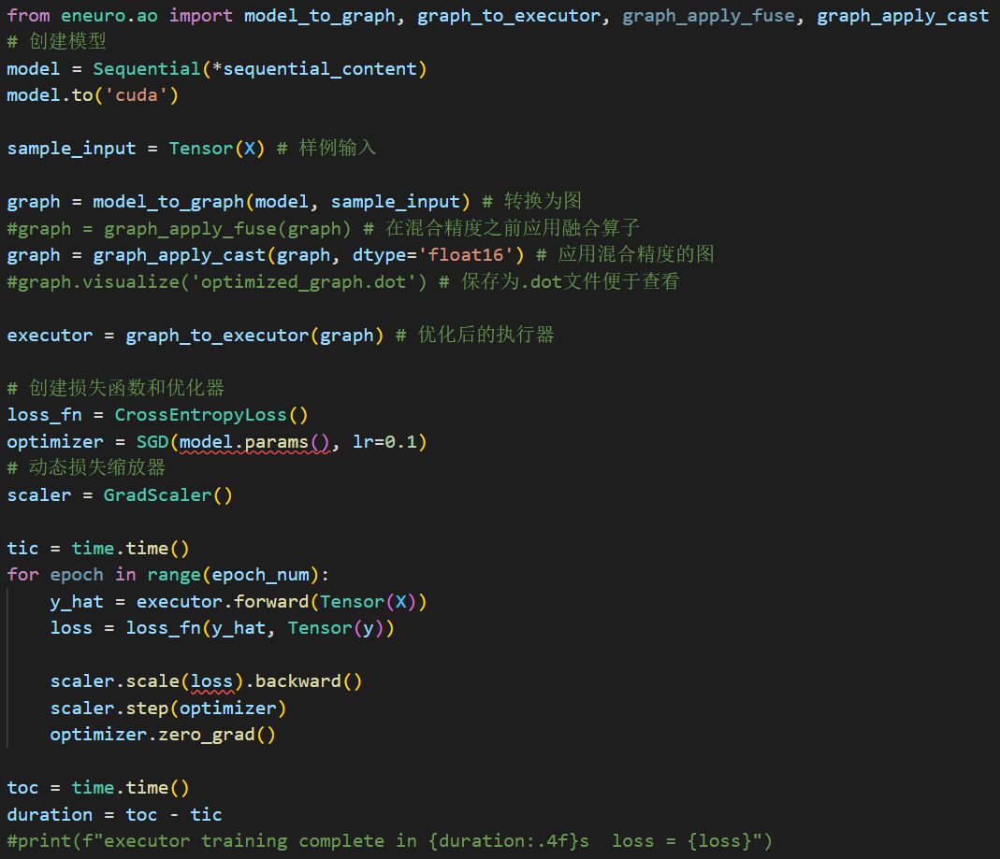 from eneuro.ao import model_to_graph, graph_to_executor, graph_apply_fuse, graph_apply_cast
# 创建模型
model = Sequential(*sequential_content)
model.to('cuda')
sample_input = Tensor(X) # 样例输入
graph = model_to_graph(model, sample_input) # 转换为图
#graph = graph_apply_fuse(graph) # 在混合精度之前应用融合算子
graph = graph_apply_cast(graph, dtype='float16') # 应用混合精度的图
#graph.visualize('optimized_graph.dot') # 保存为.dot文件便于查看
executor = graph_to_executor(graph) # 优化后的执行器
# 创建损失函数和优化器
loss_fn = CrossEntropyLoss()
optimizer = SGD(model.params(), lr=0.1)
# 动态损失缩放器
scaler = GradScaler()
tic = time.time()
for epoch in range(epoch_num):
    y_hat = executor.forward(Tensor(X))
    loss = loss_fn(y_hat, Tensor(y))
    scaler.scale(loss).backward()
    scaler.step(optimizer)
    optimizer.zero_grad()
toc = time.time()
duration = toc - tic
#print(f"executor training complete in {duration:.4f}s  loss = {loss}")